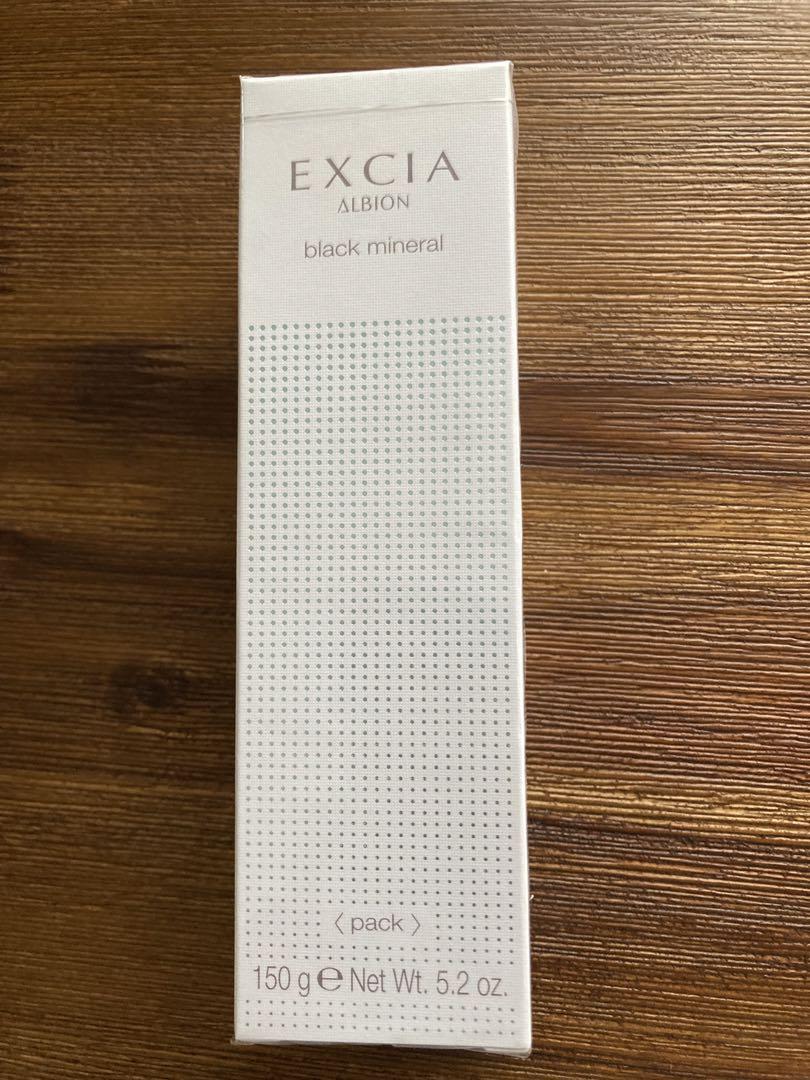 EXCIA
ALBION
black mineral
〈 pack 〉
150 g ℮ Net Wt. 5.2 oz.